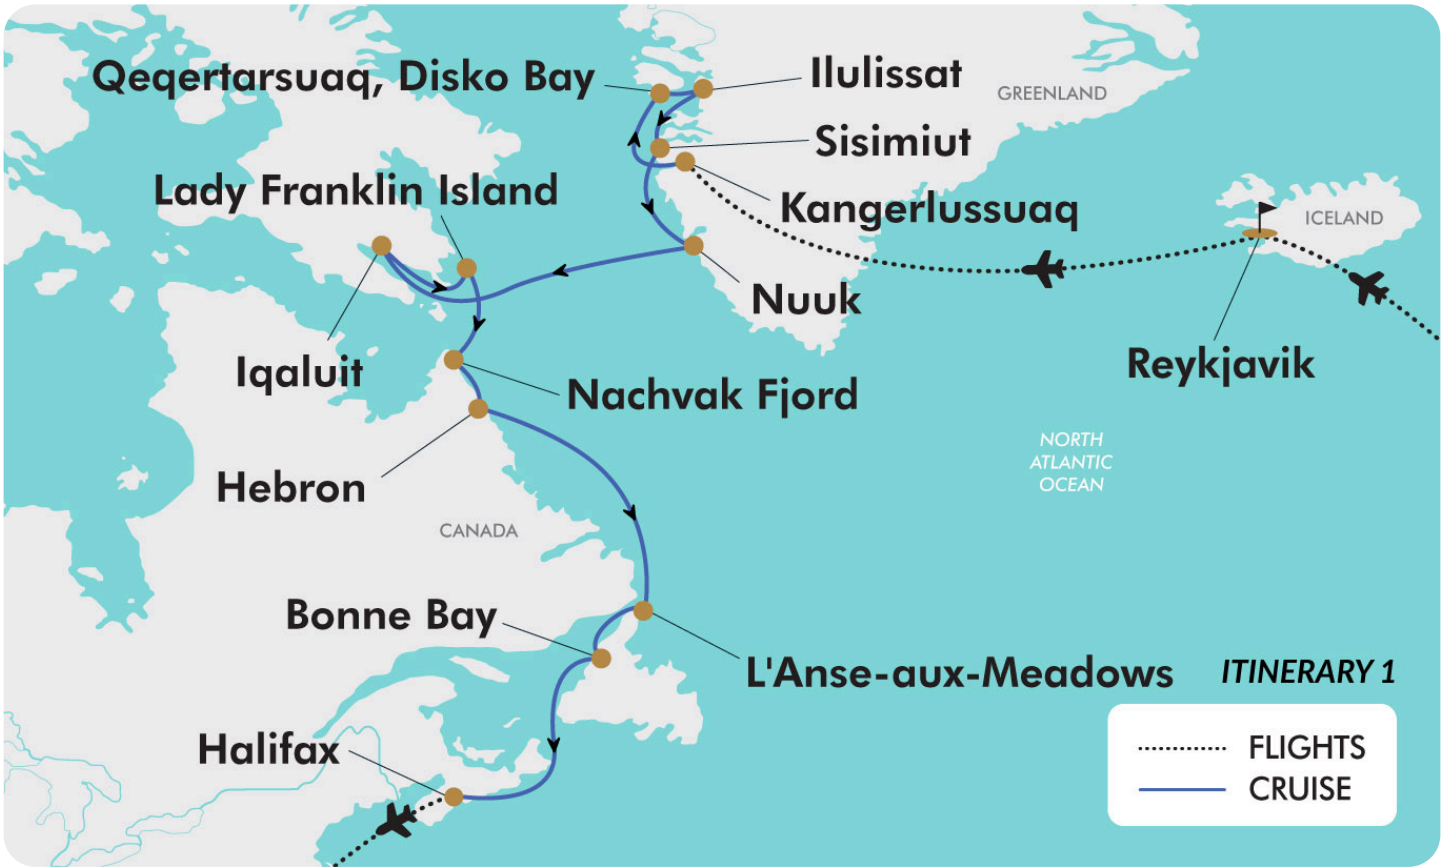 Qeqertarsuaq, Disko Bay
Ilulissat
GREENLAND
Sisimiut
Lady Franklin Island
Kangerlussuaq
ICELAND
Nuuk
Iqaluit
Reykjavik
Nachvak Fjord
NORTH
ATLANTIC
OCEAN
Hebron
CANADA
Bonne Bay
L'Anse-aux-Meadows
ITINERARY 1
Halifax
FLIGHTS
CRUISE